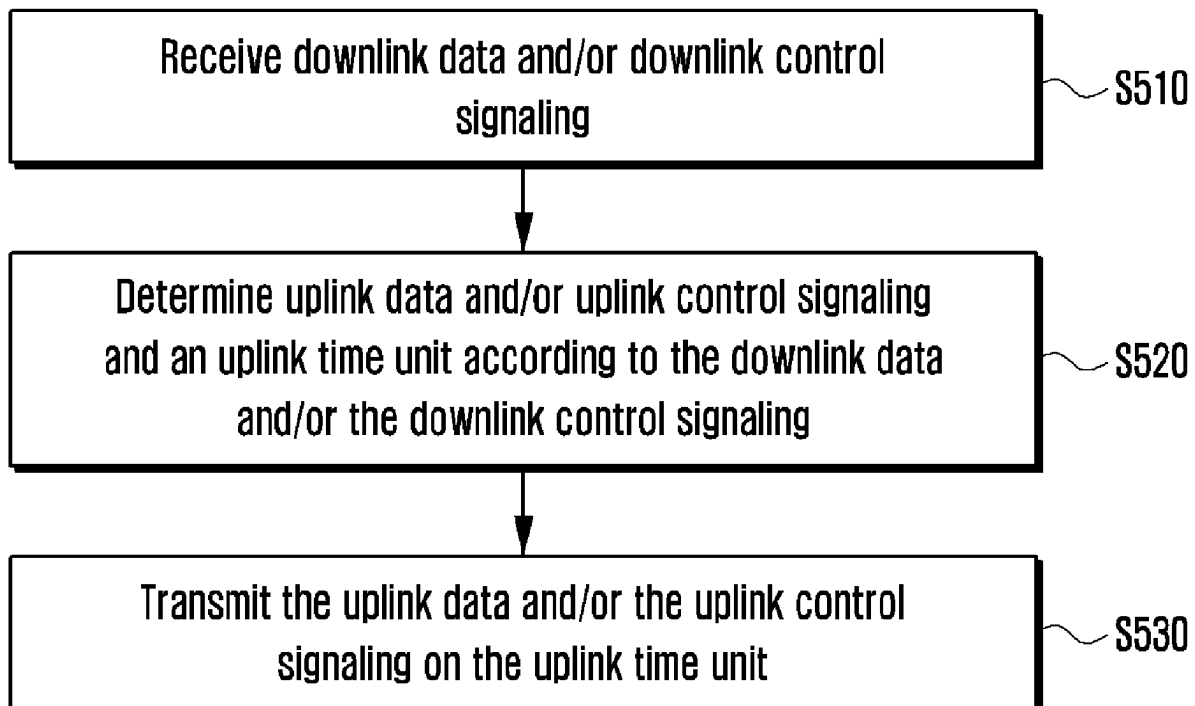 Receive downlink data and/or downlink control
signaling
S510
Determine uplink data and/or uplink control signaling
and an uplink time unit according to the downlink data
and/or the downlink control signaling
S520
Transmit the uplink data and/or the uplink control
signaling on the uplink time unit
S530